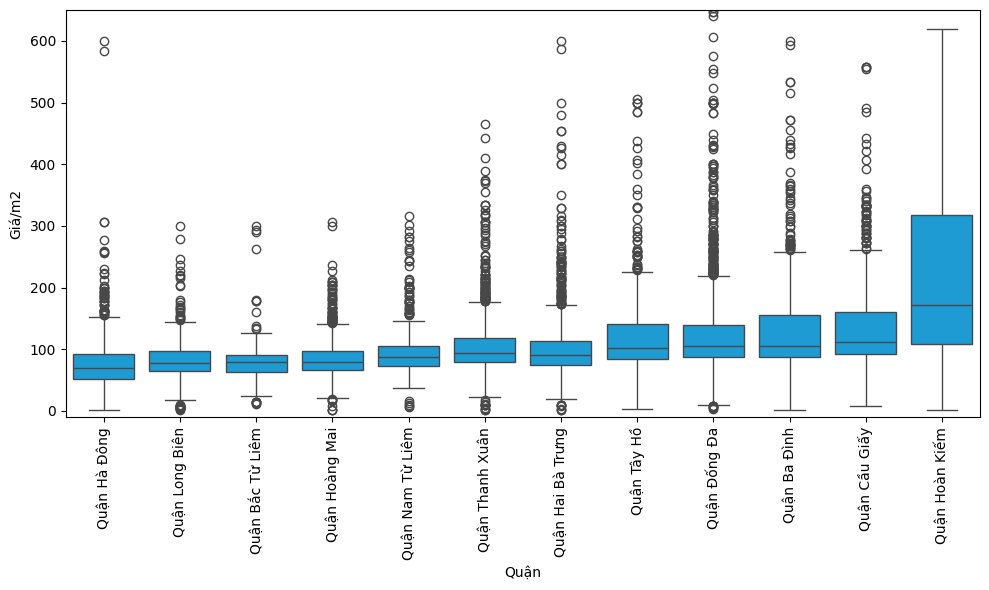 600
500
400
300
200
100
0
Giá/m2
Quận Hà Đông
Quận Long Biên
Quận Bắc Từ Liêm
Quận Hoàng Mai
Quận Nam Từ Liêm
Quận Thanh Xuân
Quận Hai Bà Trưng
Quận Tây Hồ
Quận Đống Đa
Quận Ba Đình
Quận Cầu Giấy
Quận Hoàn Kiếm
Quận